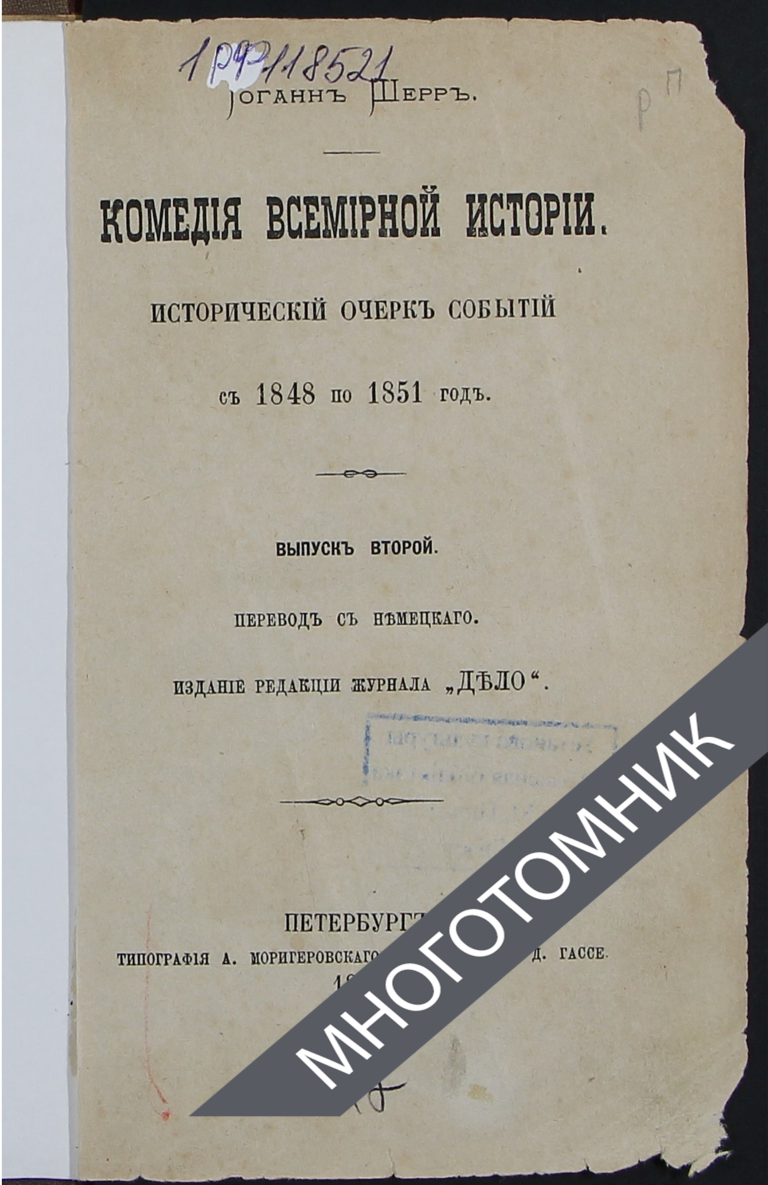 1РР118521
ІОГАННЪ ШЕРРЪ.
Р П
КОМЕДІЯ ВСЕМІРНОЙ ИСТОРІИ.
ИСТОРИЧЕСКІЙ ОЧЕРКЪ СОБЫТІЙ
СЪ 1848 ПО 1851 ГОДЪ.
ВЫПУСКЪ ВТОРОЙ.
ПЕРЕВОДЪ СЪ НѢМЕЦКАГО.
ИЗДАНІЕ РЕДАКЦІИ ЖУРНАЛА „ДѢЛО“.
ПЕТЕРБУРГЪ
ТИПОГРАФІЯ А. МОРИГЕРОВСКАГО Д. ГАССЕ.
МНОГОТОМНИК